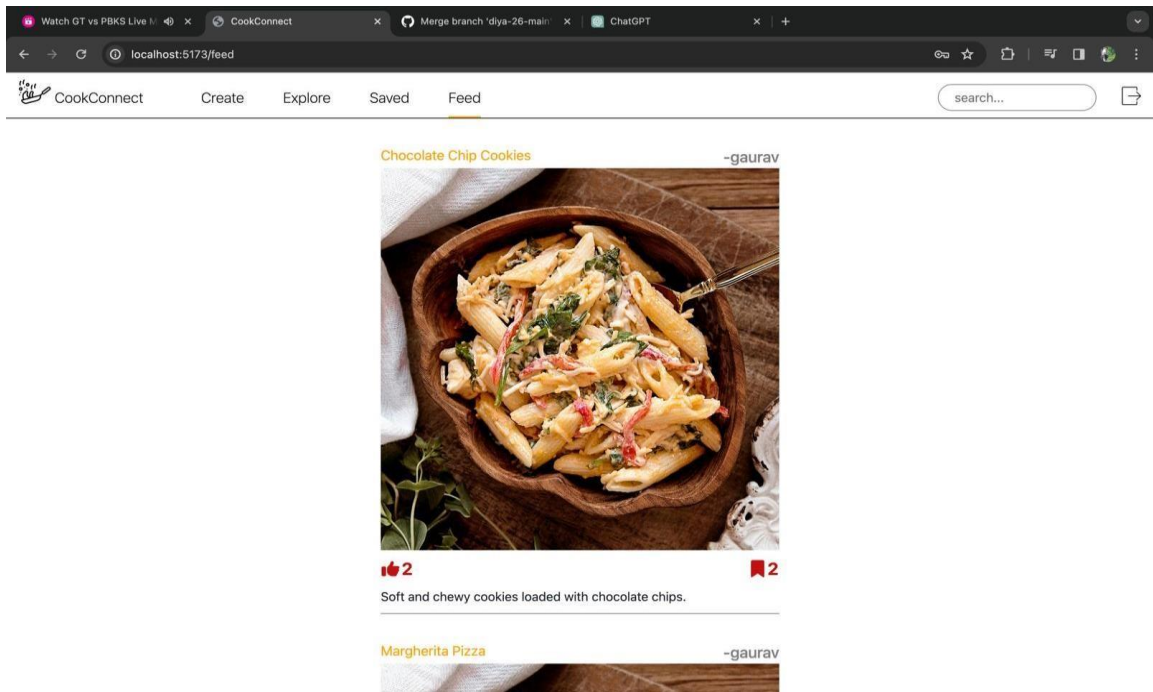 Watch GT vs PBKS Live M
CookConnect
Merge branch 'diya-26-main'
ChatGPT
localhost:5173/feed
CookConnect
Create
Explore
Saved
Feed
search...
Chocolate Chip Cookies
-gaurav
2
2
Soft and chewy cookies loaded with chocolate chips.
Margherita Pizza
-gaurav